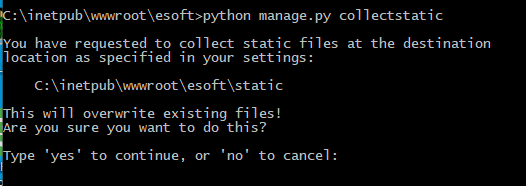 C:\inetpub\wwwroot\esoft>python manage.py collectstatic
You have requested to collect static files at the destination
location as specified in your settings:
C:\inetpub\wwwroot\esoft\static
This will overwrite existing files!
Are you sure you want to do this?
Type 'yes' to continue, or 'no' to cancel: